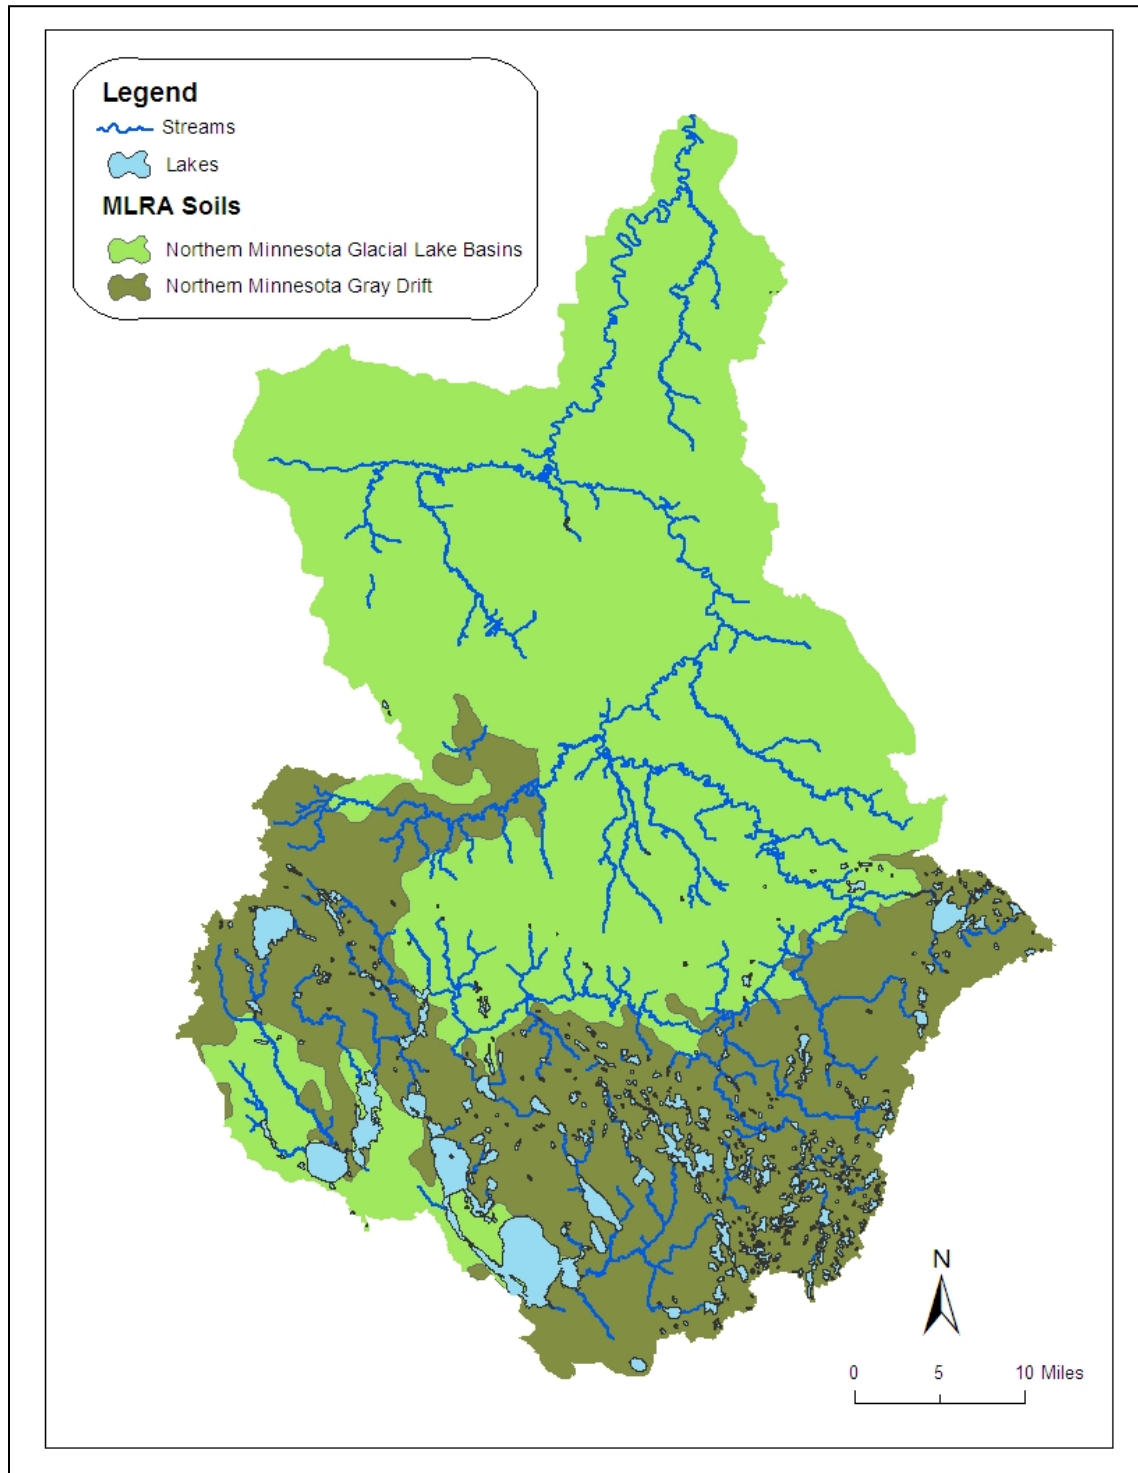 Legend
Streams
Lakes
MLRA Soils
Northern Minnesota Glacial Lake Basins
Northern Minnesota Gray Drift
N
0 5 10 Miles